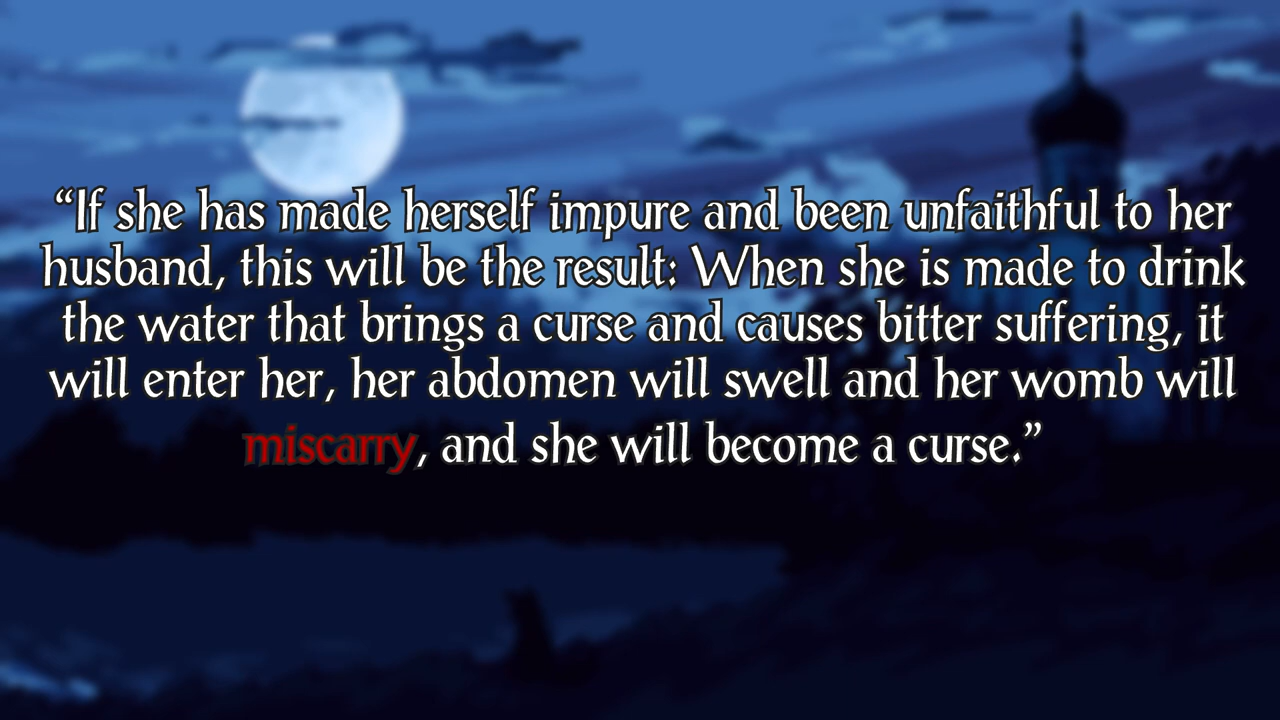 “If she has made herself impure and been unfaithful to her
husband, this will be the result: When she is made to drink
the water that brings a curse and causes bitter suffering, it
will enter her, her abdomen will swell and her womb will
miscarry, and she will become a curse.”